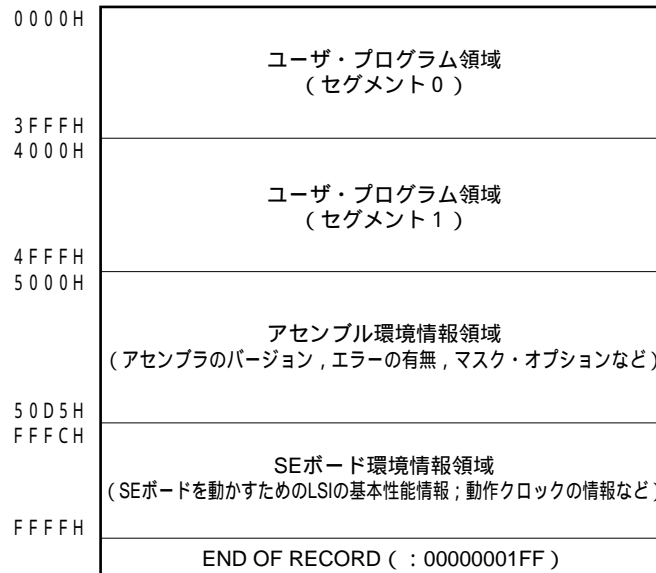 0000H
ユーザ・プログラム領域
（セグメント0）
3FFFH
4000H
ユーザ・プログラム領域
（セグメント1）
4FFFH
5000H
アセンブル環境情報領域
（アセンブラのバージョン，エラーの有無，マスク・オプションなど）
50D5H
FFFCH
SEボード環境情報領域
（SEボードを動かすためのLSIの基本性能情報；動作クロックの情報など）
FFFFH
END OF RECORD（：00000001FF）